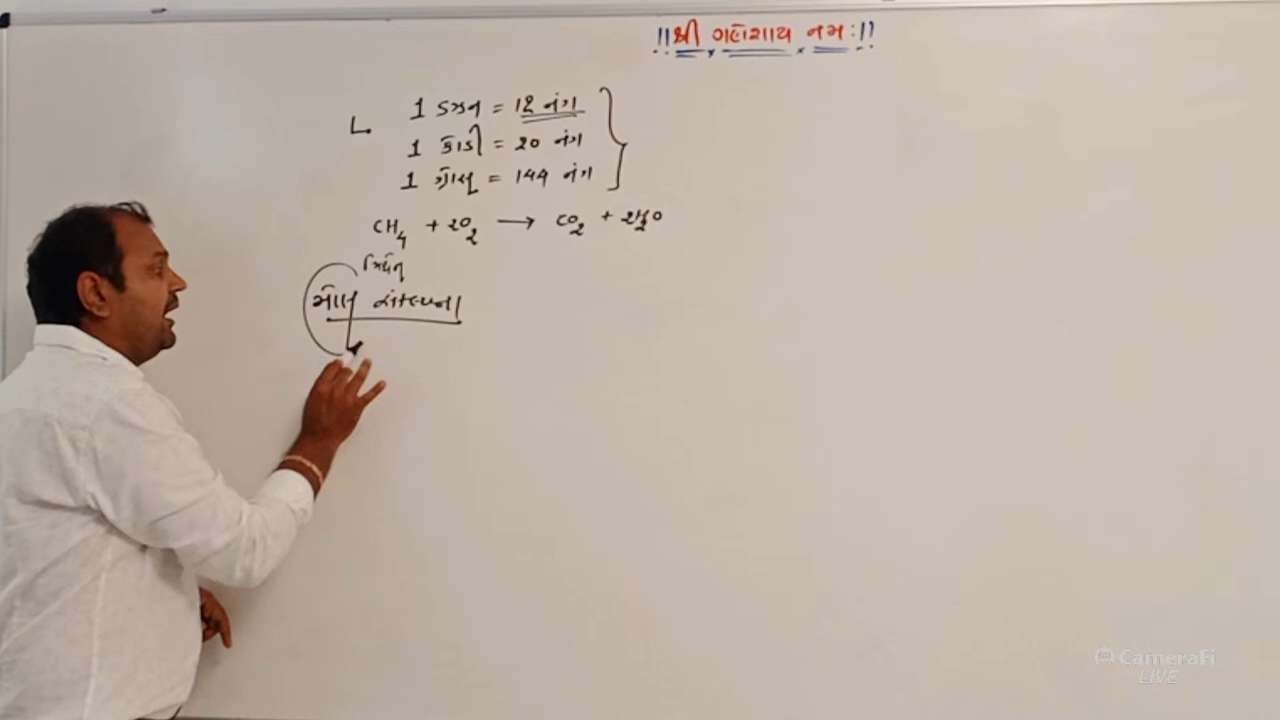 !!શ્રી ગણેશાય નમઃ!!
1 ડઝન = 12 નંગ
1 કોડી = 20 નંગ
1 ગ્રોસ = 144 નંગ
CH4 + 2O2 → CO2 + 2H2O
મિથેન
મોલ સંકલ્પના
CameraFi
LIVE